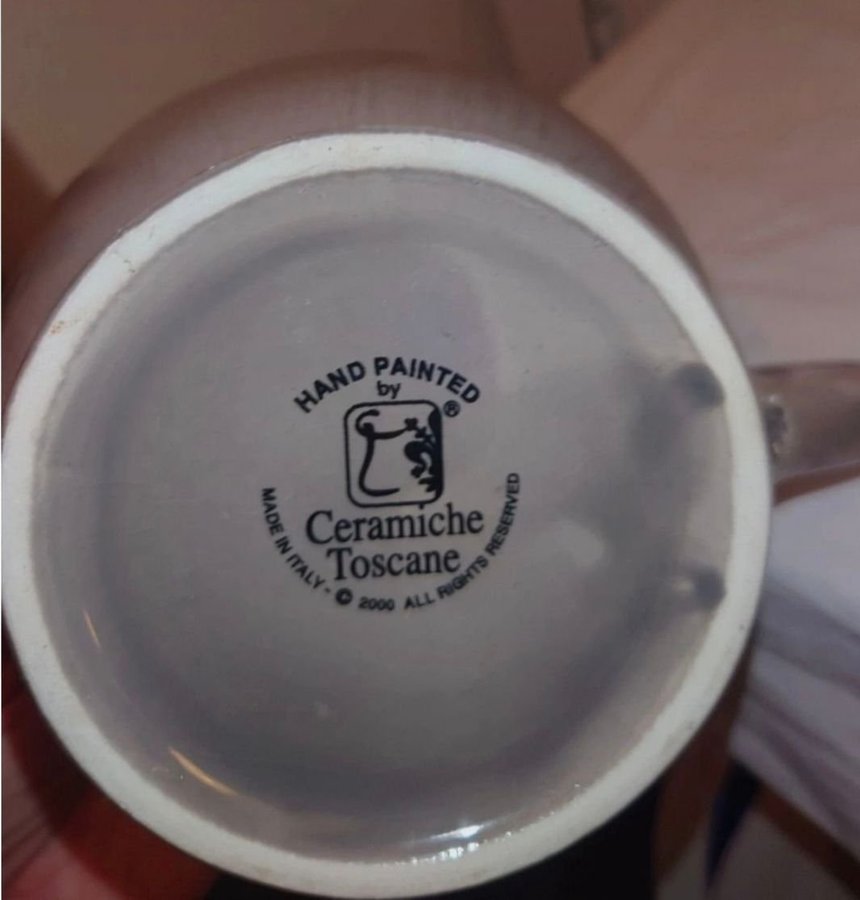 HAND PAINTED
by
®
Ceramiche
Toscane
MADE IN ITALY - © 2000 ALL RIGHTS RESERVED